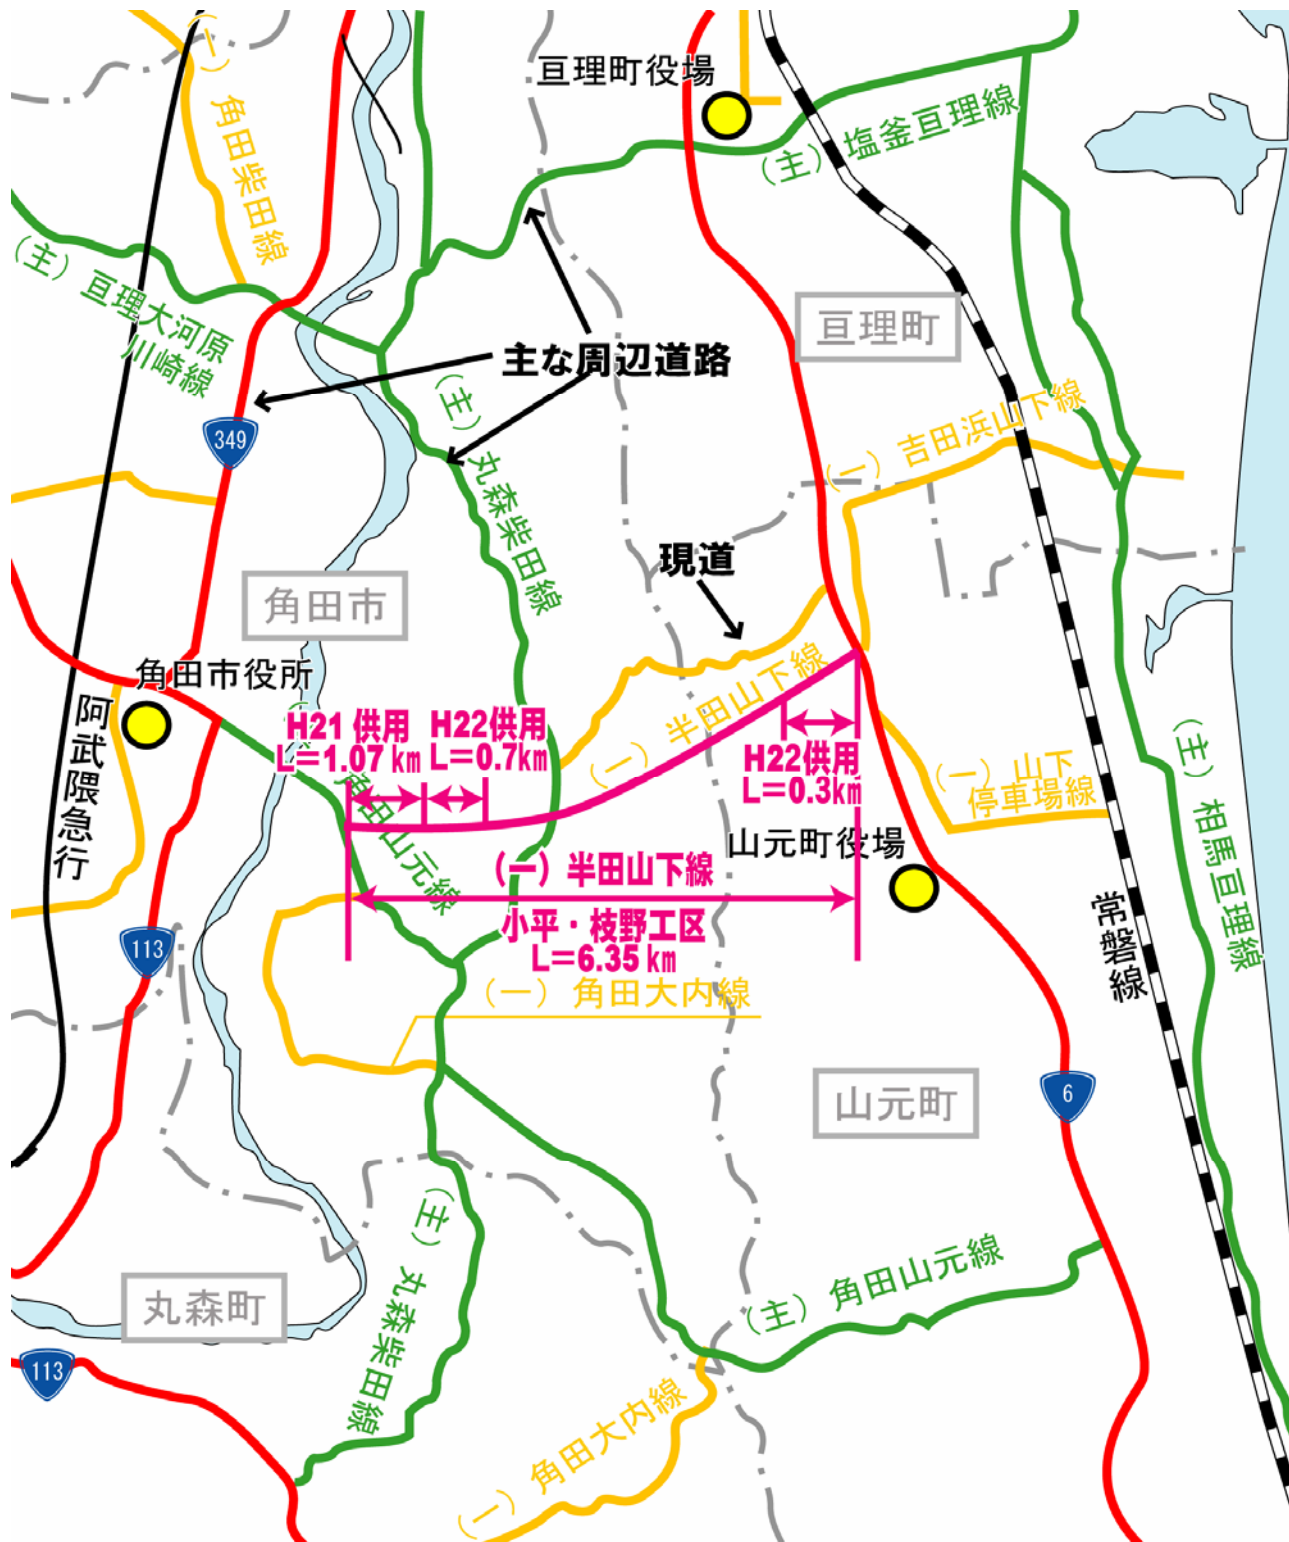 亘理町役場
（一）角田柴田線
（主）塩釜亘理線
（主）亘理大河原
川崎線
亘理町
主な周辺道路
349
（主）丸森柴田線
（一）吉田浜山下線
現道
角田市
角田市役所
阿武隈急行
H21 供用
L＝1.07 km
H22供用
L＝0.7km
（一）半田山下線
H22供用
L＝0.3km
（一）山下
停車場線
角田山元線
山元町役場
（主）相馬亘理線
（一）半田山下線
小平・枝野工区
L＝6.35 km
常磐線
113
（一）角田大内線
山元町
6
（主）丸森柴田線
（主）角田山元線
丸森町
113
（一）角田大内線